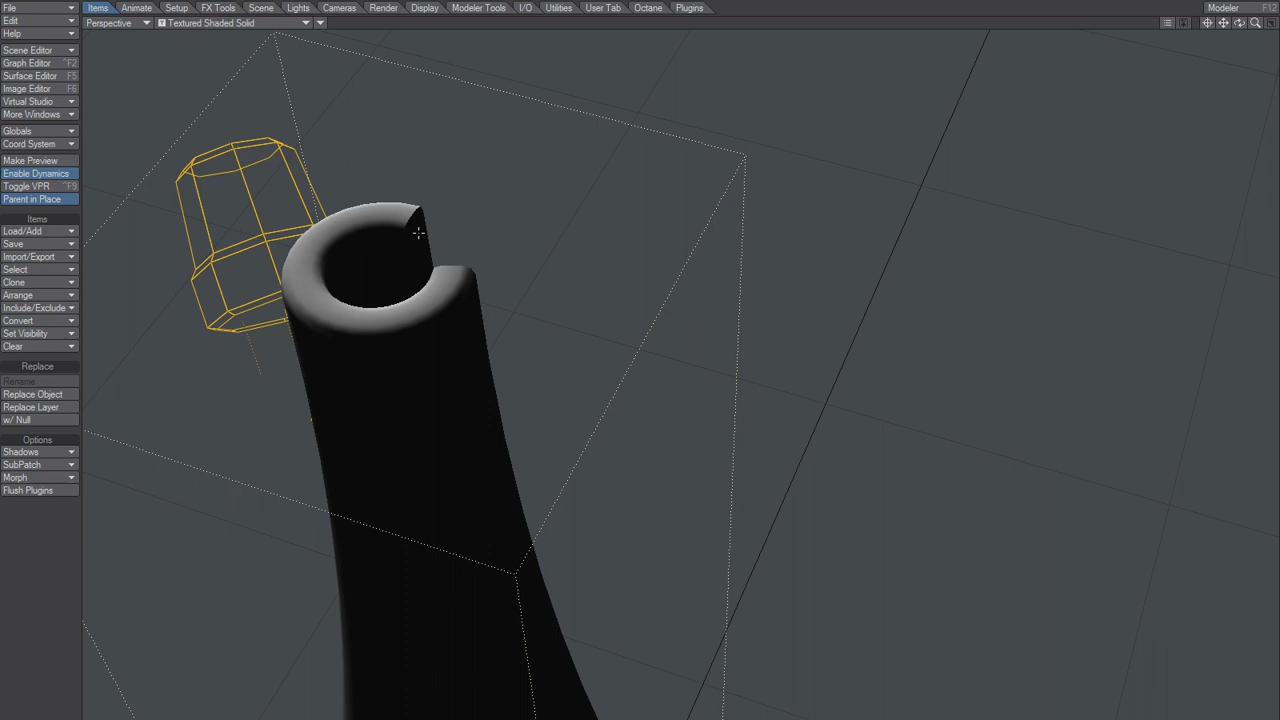 File
Items Animate Setup FX Tools Scene Lights Cameras Render Display Modeler Tools I/O Utilities User Tab Octane Plugins
Modeler F12
Edit
Perspective
T Textured Shaded Solid
Help
Scene Editor
Graph Editor ^F2
Surface Editor F5
Image Editor F6
Virtual Studio
More Windows
Globals
Coord System
Make Preview
Enable Dynamics
Toggle VPR ^F9
Parent in Place
Items
Load/Add
Save
Import/Export
Select
Clone
Arrange
Include/Exclude
Convert
Set Visibility
Clear
Replace
Rename
Replace Object
Replace Layer
w/ Null
Options
Shadows
SubPatch
Morph
Flush Plugins